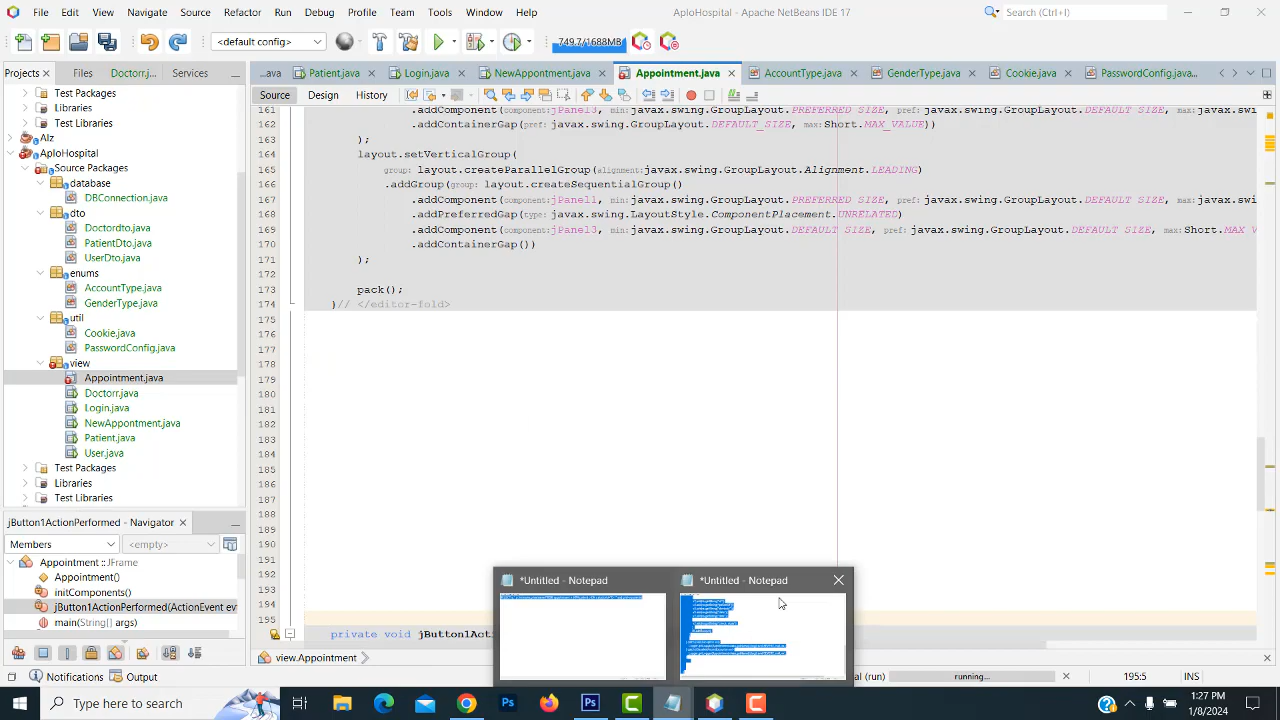 File Edit View Navigate Source Refactor Run Debug Profile Team Tools Window Help
AploHospital - Apache NetBeans IDE 17
Search (Ctrl+I)
<default config>
749.7/1688MB
Projects Files Doctorr.j... Services
...ava Patient.java Login.java NewAppontment.java Appointment.java AccountType.java GenderType.java Cookie.java PasswordConfig.java...
Source Design History
Test Packages
Libraries
Test Libraries
Alz
AploHospital
Source Packages
database
DBConnection.java
dto
Doctordto.java
PatientDto.java
UserDto.java
enums
AccountType.java
GenderType.java
util
Cookie.java
PasswordConfig.java
view
Appointment.java
Doctorr.java
Login.java
NewAppontment.java
Patient.java
User.java
Test Packages
Libraries
Test Libraries
161 .addComponent(component:jPanel3, min:javax.swing.GroupLayout.PREFERRED_SIZE, pref:javax.swing.GroupLayout.DEFAULT_SIZE, max:javax.s
162 .addContainerGap(pref:javax.swing.GroupLayout.DEFAULT_SIZE, max:Short.MAX_VALUE))
163 );
164 layout.setVerticalGroup(
165 group: layout.createParallelGroup(alignment:javax.swing.GroupLayout.Alignment.LEADING)
166 .addGroup(group: layout.createSequentialGroup()
167 .addComponent(component:jPanel1, min:javax.swing.GroupLayout.PREFERRED_SIZE, pref:javax.swing.GroupLayout.DEFAULT_SIZE, max:javax.swi
168 .addPreferredGap(type:javax.swing.LayoutStyle.ComponentPlacement.UNRELATED)
169 .addComponent(component:jPanel3, min:javax.swing.GroupLayout.DEFAULT_SIZE, pref:javax.swing.GroupLayout.DEFAULT_SIZE, max:Short.MAX_V
170 .addContainerGap())
171 );
172
173 pack();
174 }// </editor-fold>
175
176
177
178
179
180
181
182
183
184
185
186
187
188
189
190
191
192
193
194
195
private void jButton1Acti
jButton1ActionPerformed - Navigator
Members <empty>
Appointment :: JFrame
Appointment()
initComponents()
jButton1ActionPerformed(ActionEvent ev
main(String[] args)
*Untitled - Notepad
*Untitled - Notepad
view.Appointment
Notifications Output
al (run) running... 195:5 INS
Type here to search
1:27 PM
1/8/2024